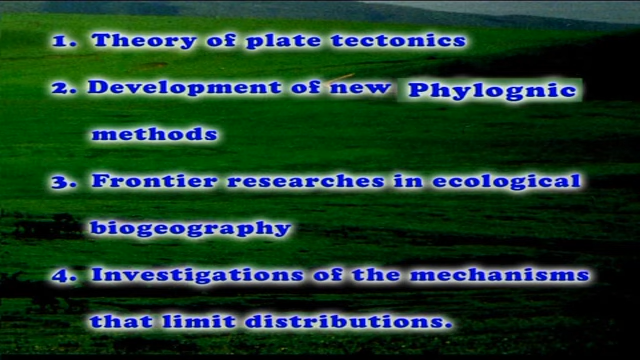 1. Theory of plate tectonics
2. Development of new Phylognic
methods
3. Frontier researches in ecological
biogeography
4. Investigations of the mechanisms
that limit distributions.